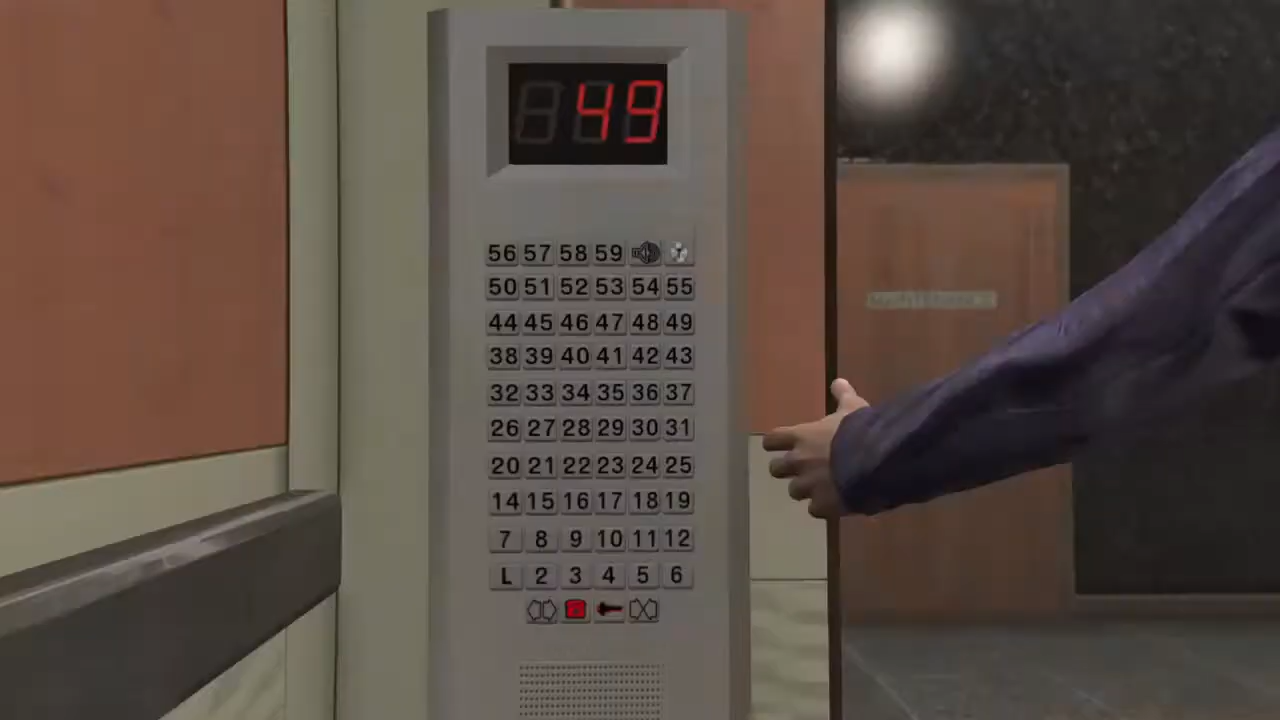 49
56 57 58 59
50 51 52 53 54 55
44 45 46 47 48 49
38 39 40 41 42 43
32 33 34 35 36 37
26 27 28 29 30 31
20 21 22 23 24 25
14 15 16 17 18 19
7 8 9 10 11 12
L 2 3 4 5 6